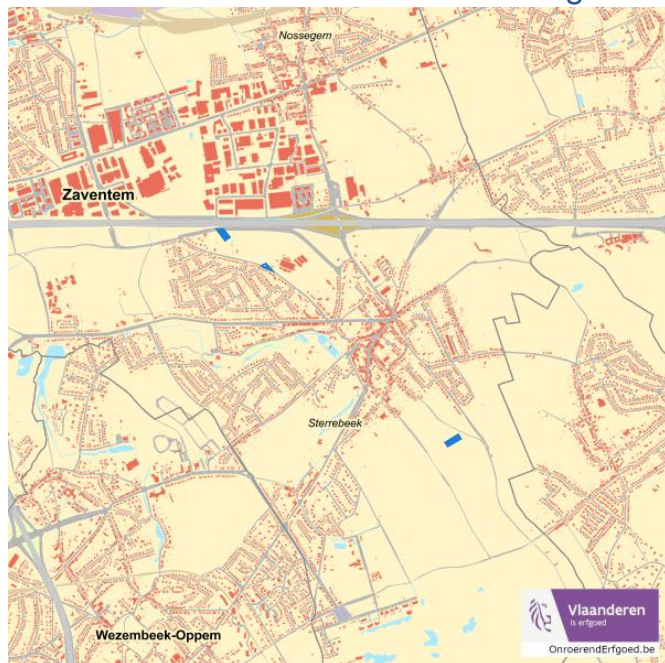 Nossegem
Zaventem
Sterrebeek
Wezembeek-Oppem
Vlaanderen
is erfgoed
OnroerendErfgoed.be